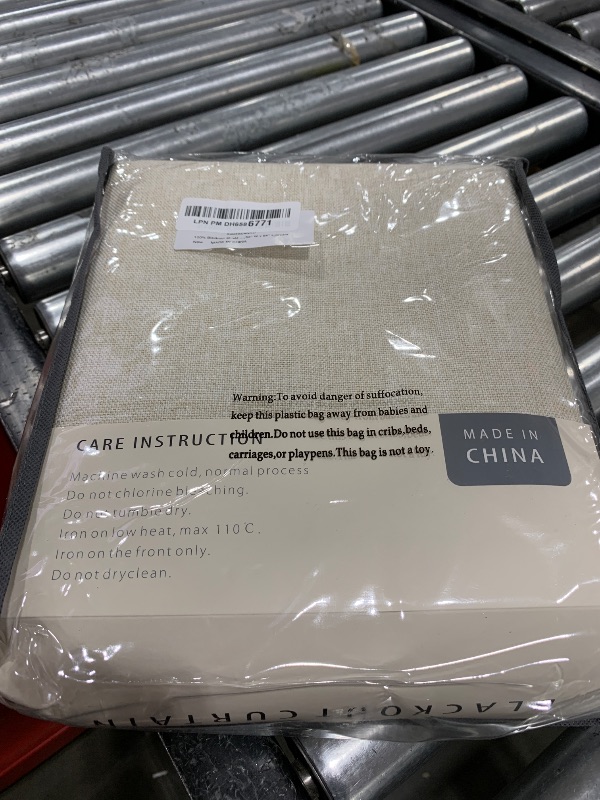 LPN PM DH6586771
Warning:To avoid danger of suffocation,
keep this plastic bag away from babies and
children.Do not use this bag in cribs,beds,
carriages,or playpens.This bag is not a toy.
CARE INSTRUCTION
Machine wash cold, normal process
Do not chlorine bleaching.
Do not tumble dry.
Iron on low heat, max 110℃.
Iron on the front only.
Do not dryclean.
MADE IN
CHINA
CURTAIN